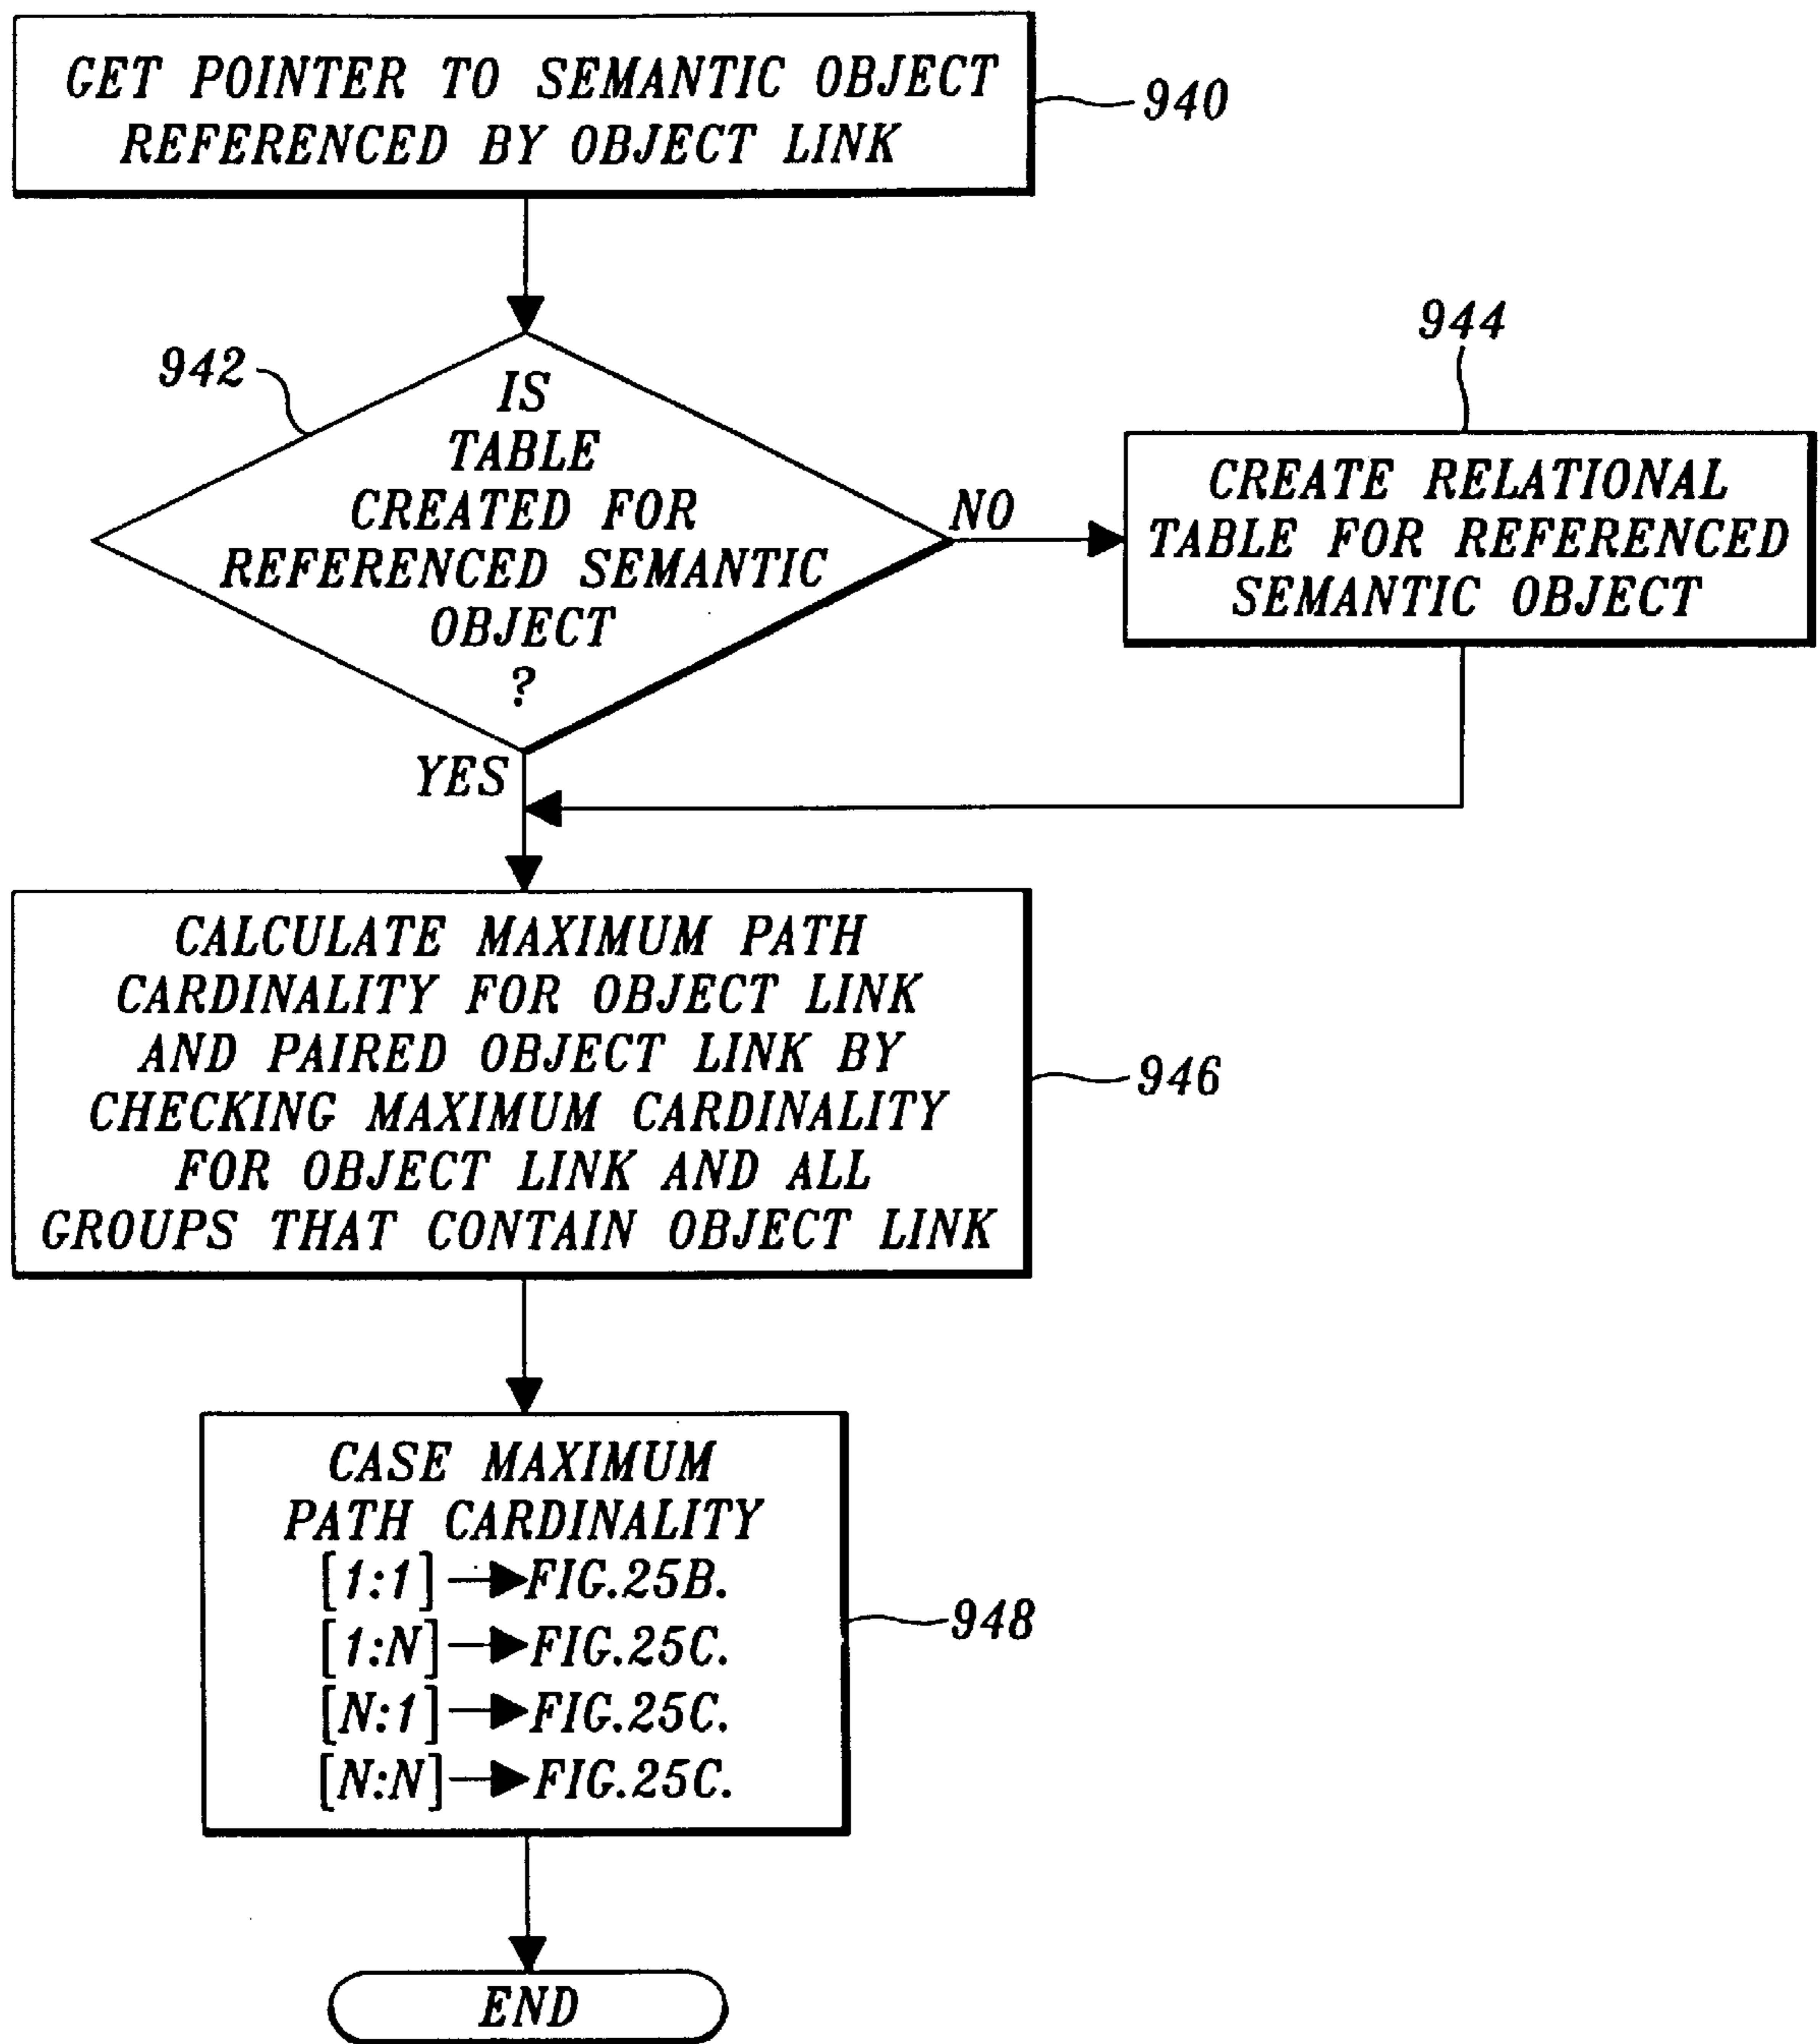 GET POINTER TO SEMANTIC OBJECT
REFERENCED BY OBJECT LINK
940
942
IS
TABLE
CREATED FOR
REFERENCED SEMANTIC
OBJECT
?
NO
YES
944
CREATE RELATIONAL
TABLE FOR REFERENCED
SEMANTIC OBJECT
CALCULATE MAXIMUM PATH
CARDINALITY FOR OBJECT LINK
AND PAIRED OBJECT LINK BY
CHECKING MAXIMUM CARDINALITY
FOR OBJECT LINK AND ALL
GROUPS THAT CONTAIN OBJECT LINK
946
CASE MAXIMUM
PATH CARDINALITY
[1:1] → FIG.25B.
[1:N] → FIG.25C.
[N:1] → FIG.25C.
[N:N] → FIG.25C.
948
END